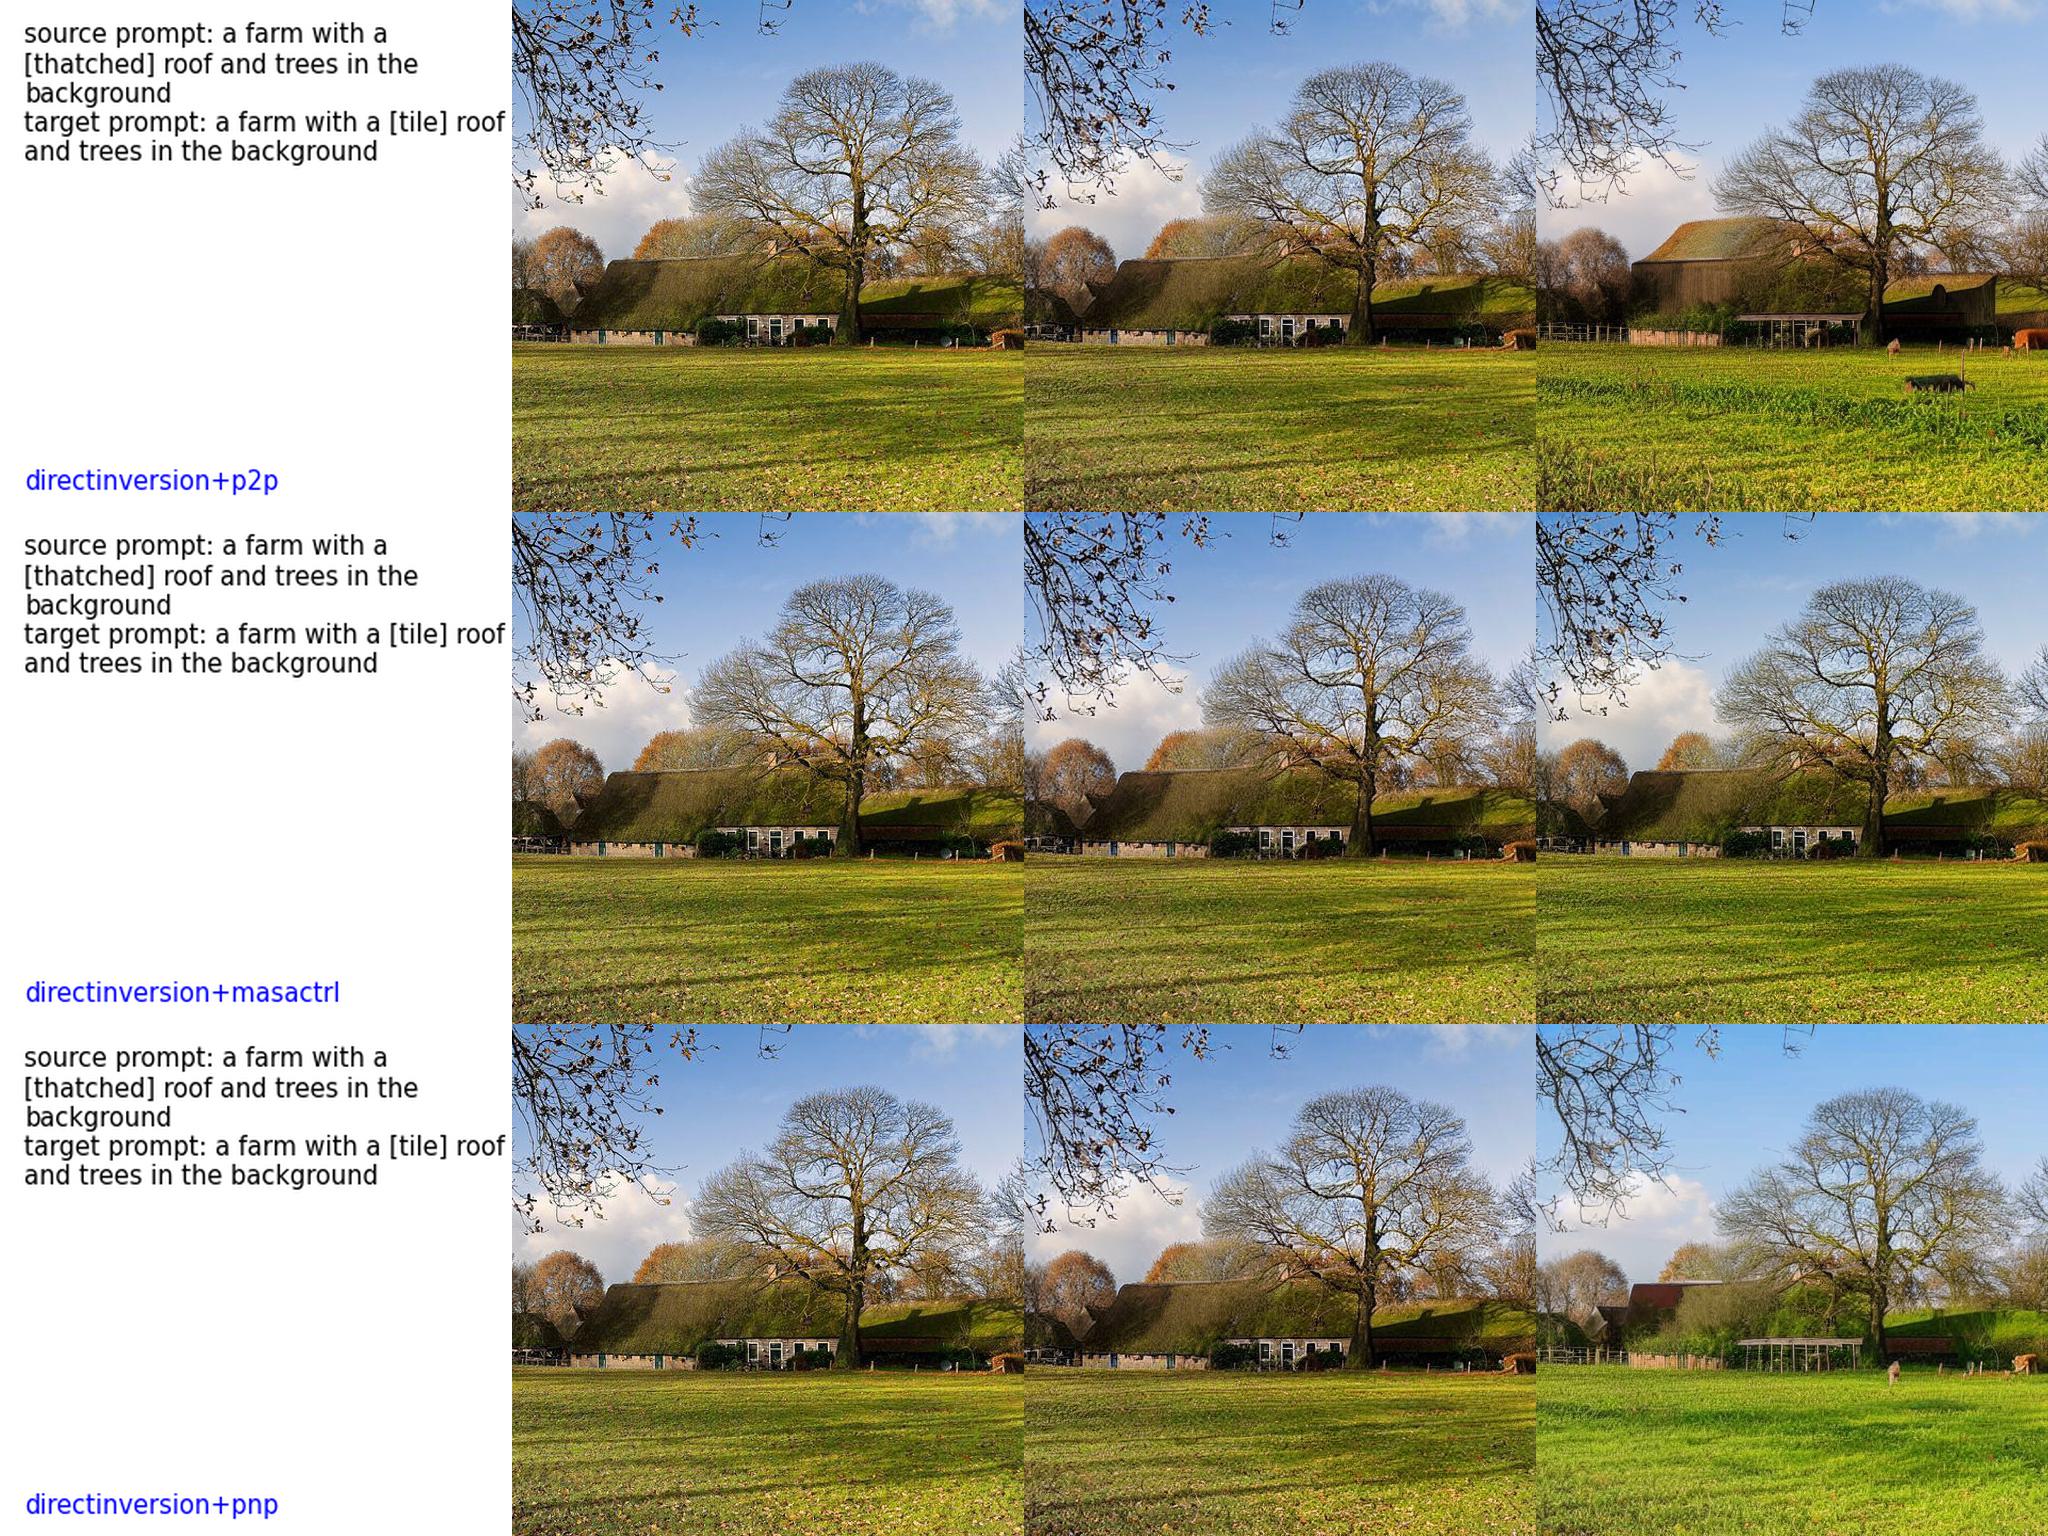 source prompt: a farm with a
[thatched] roof and trees in the
background
target prompt: a farm with a [tile] roof
and trees in the background
directinversion+p2p
source prompt: a farm with a
[thatched] roof and trees in the
background
target prompt: a farm with a [tile] roof
and trees in the background
directinversion+masactrl
source prompt: a farm with a
[thatched] roof and trees in the
background
target prompt: a farm with a [tile] roof
and trees in the background
directinversion+pnp